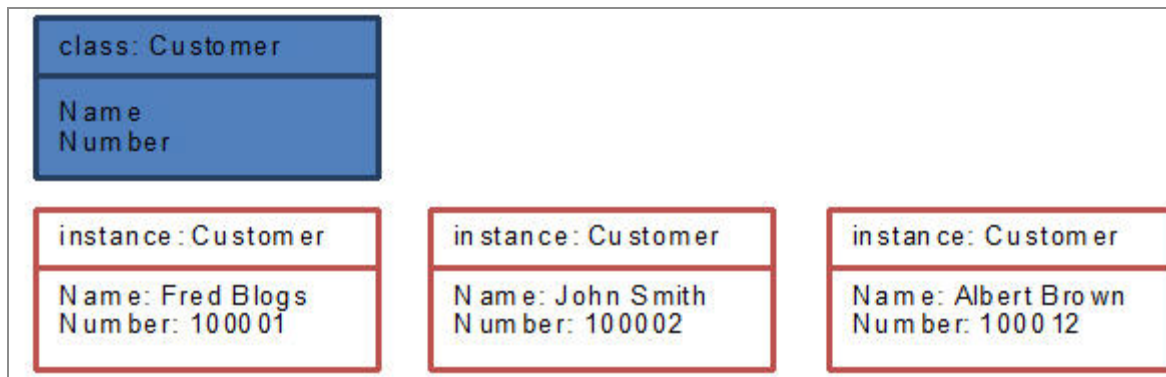 class: Customer
Name
Number
instance: Customer
Name: Fred Blogs
Number: 100001
instance: Customer
Name: John Smith
Number: 100002
instance: Customer
Name: Albert Brown
Number: 100012